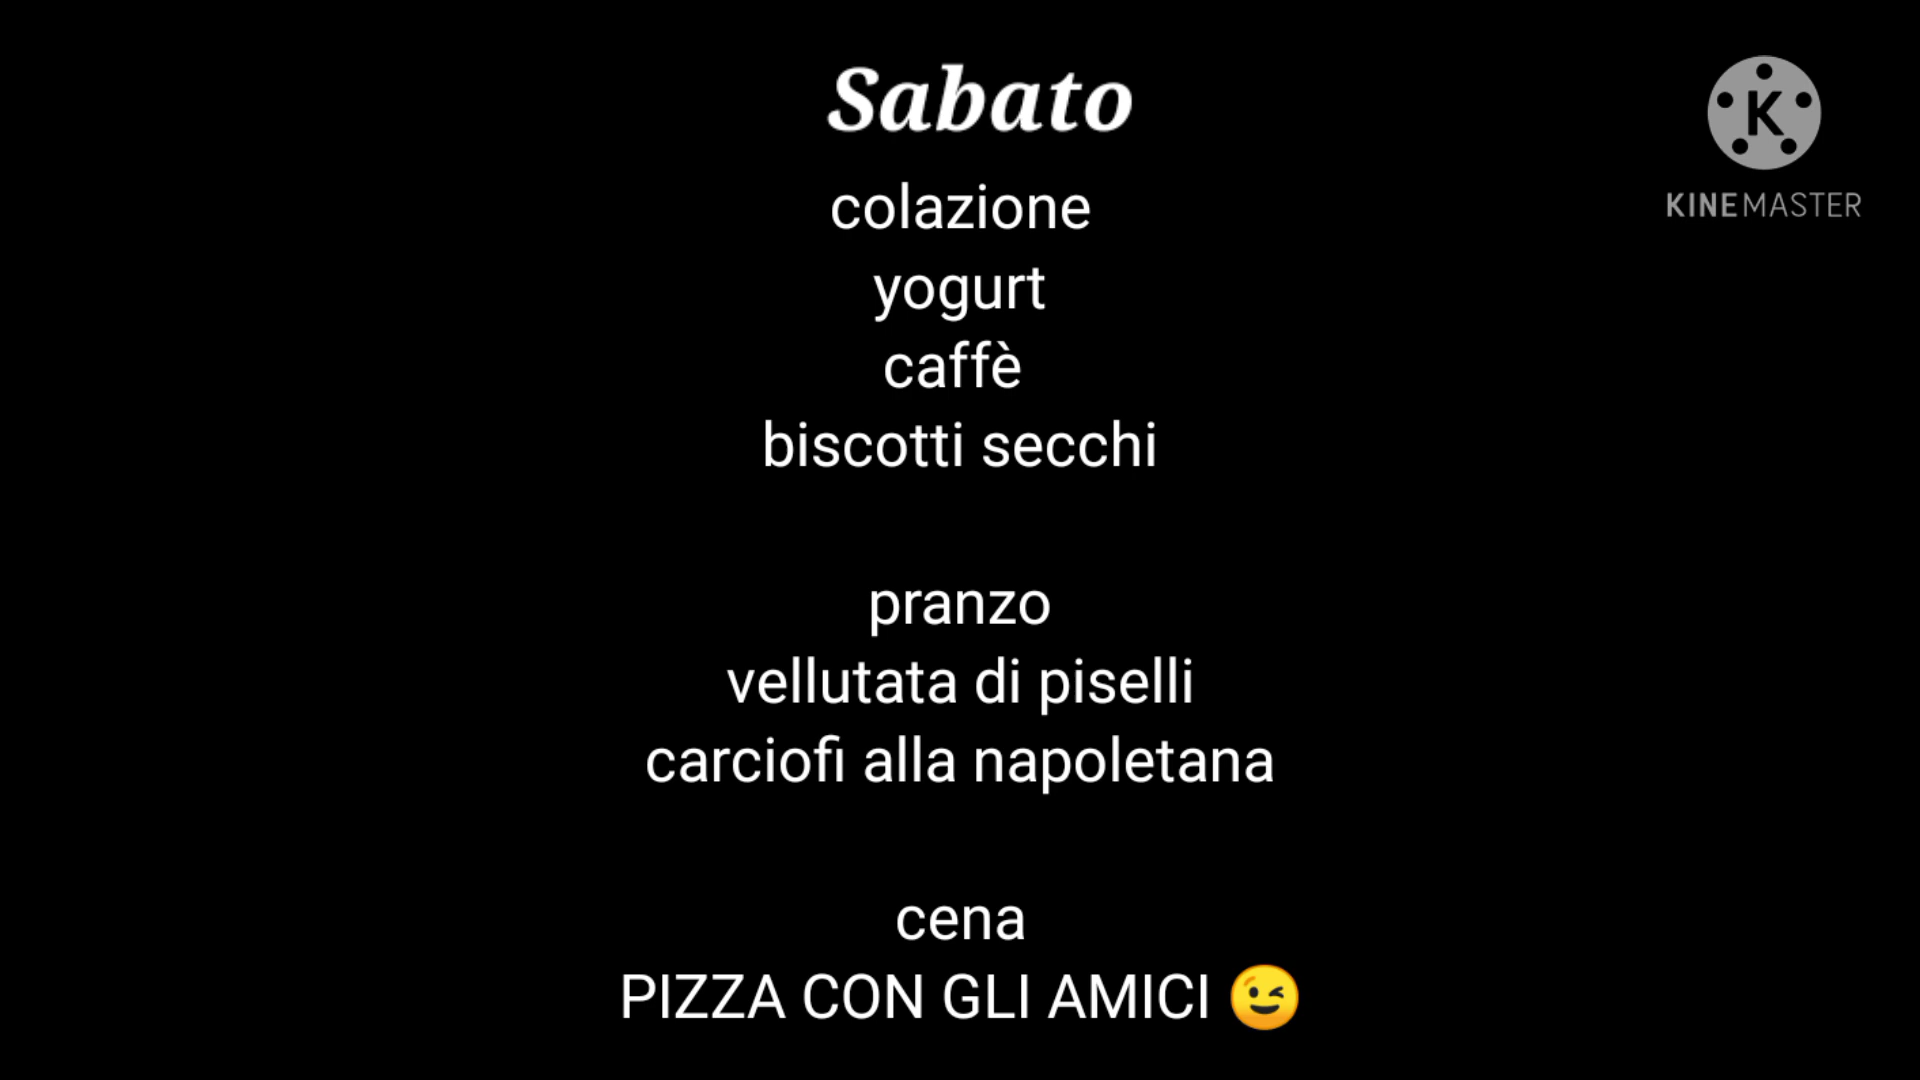 Sabato
K
KINEMASTER
colazione
yogurt
caffè
biscotti secchi
pranzo
vellutata di piselli
carciofi alla napoletana
cena
PIZZA CON GLI AMICI 😉